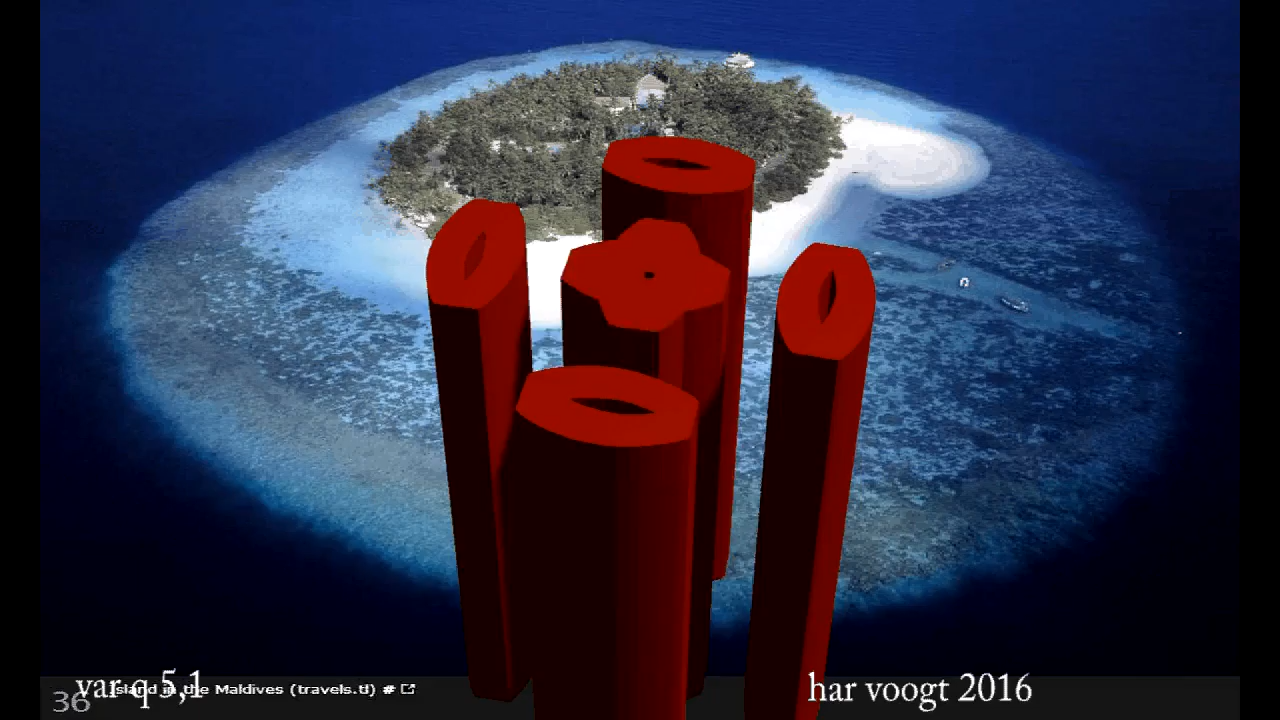 var q 5,1
Island in the Maldives (travels.tl) #
har voogt 2016
36